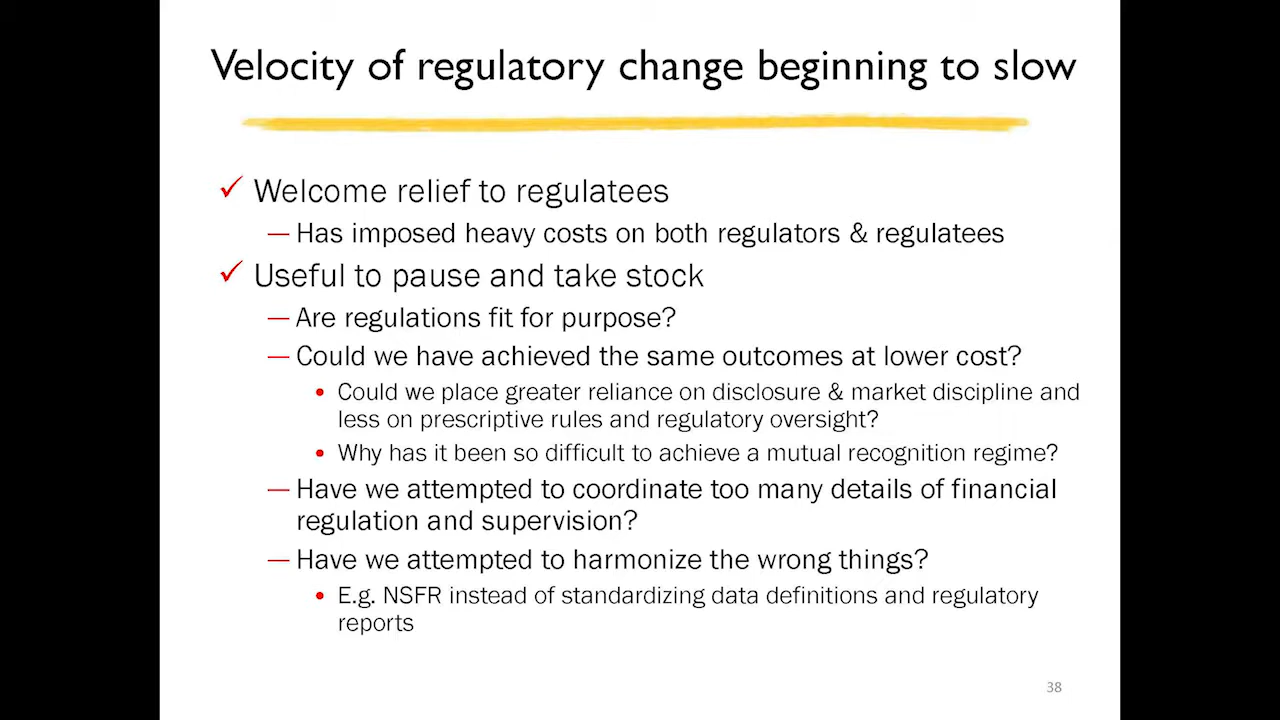 Velocity of regulatory change beginning to slow
✓ Welcome relief to regulatees
— Has imposed heavy costs on both regulators & regulatees
✓ Useful to pause and take stock
— Are regulations fit for purpose?
— Could we have achieved the same outcomes at lower cost?
• Could we place greater reliance on disclosure & market discipline and
less on prescriptive rules and regulatory oversight?
• Why has it been so difficult to achieve a mutual recognition regime?
— Have we attempted to coordinate too many details of financial
regulation and supervision?
— Have we attempted to harmonize the wrong things?
• E.g. NSFR instead of standardizing data definitions and regulatory
reports
38